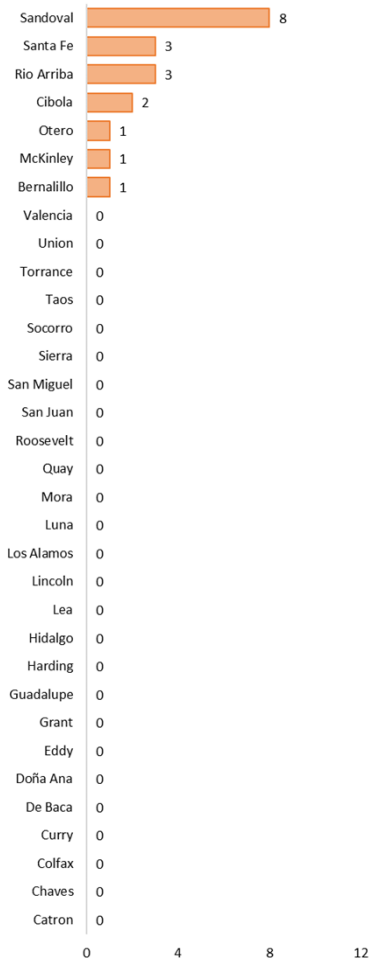 Sandoval 8
Santa Fe 3
Rio Arriba 3
Cibola 2
Otero 1
McKinley 1
Bernalillo 1
Valencia 0
Union 0
Torrance 0
Taos 0
Socorro 0
Sierra 0
San Miguel 0
San Juan 0
Roosevelt 0
Quay 0
Mora 0
Luna 0
Los Alamos 0
Lincoln 0
Lea 0
Hidalgo 0
Harding 0
Guadalupe 0
Grant 0
Eddy 0
Doña Ana 0
De Baca 0
Curry 0
Colfax 0
Chaves 0
Catron 0
0 4 8 12